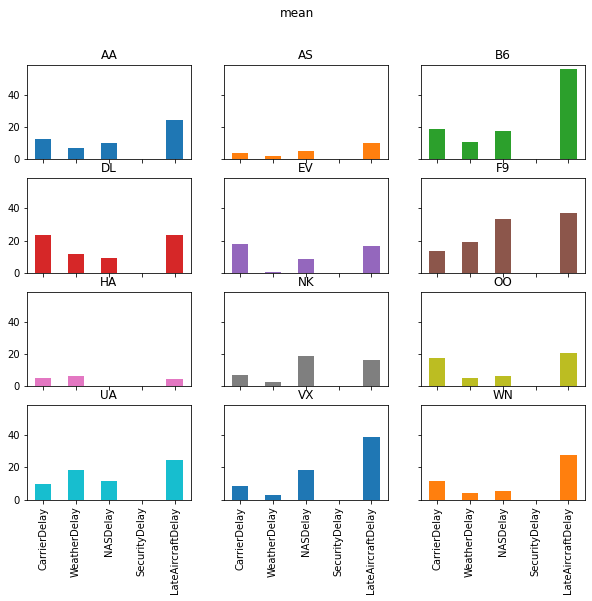 mean
AA
AS
B6
40
20
0
DL
EV
F9
40
20
0
HA
NK
OO
40
20
0
UA
VX
WN
40
20
0
CarrierDelay
WeatherDelay
NASDelay
SecurityDelay
LateAircraftDelay
CarrierDelay
WeatherDelay
NASDelay
SecurityDelay
LateAircraftDelay
CarrierDelay
WeatherDelay
NASDelay
SecurityDelay
LateAircraftDelay